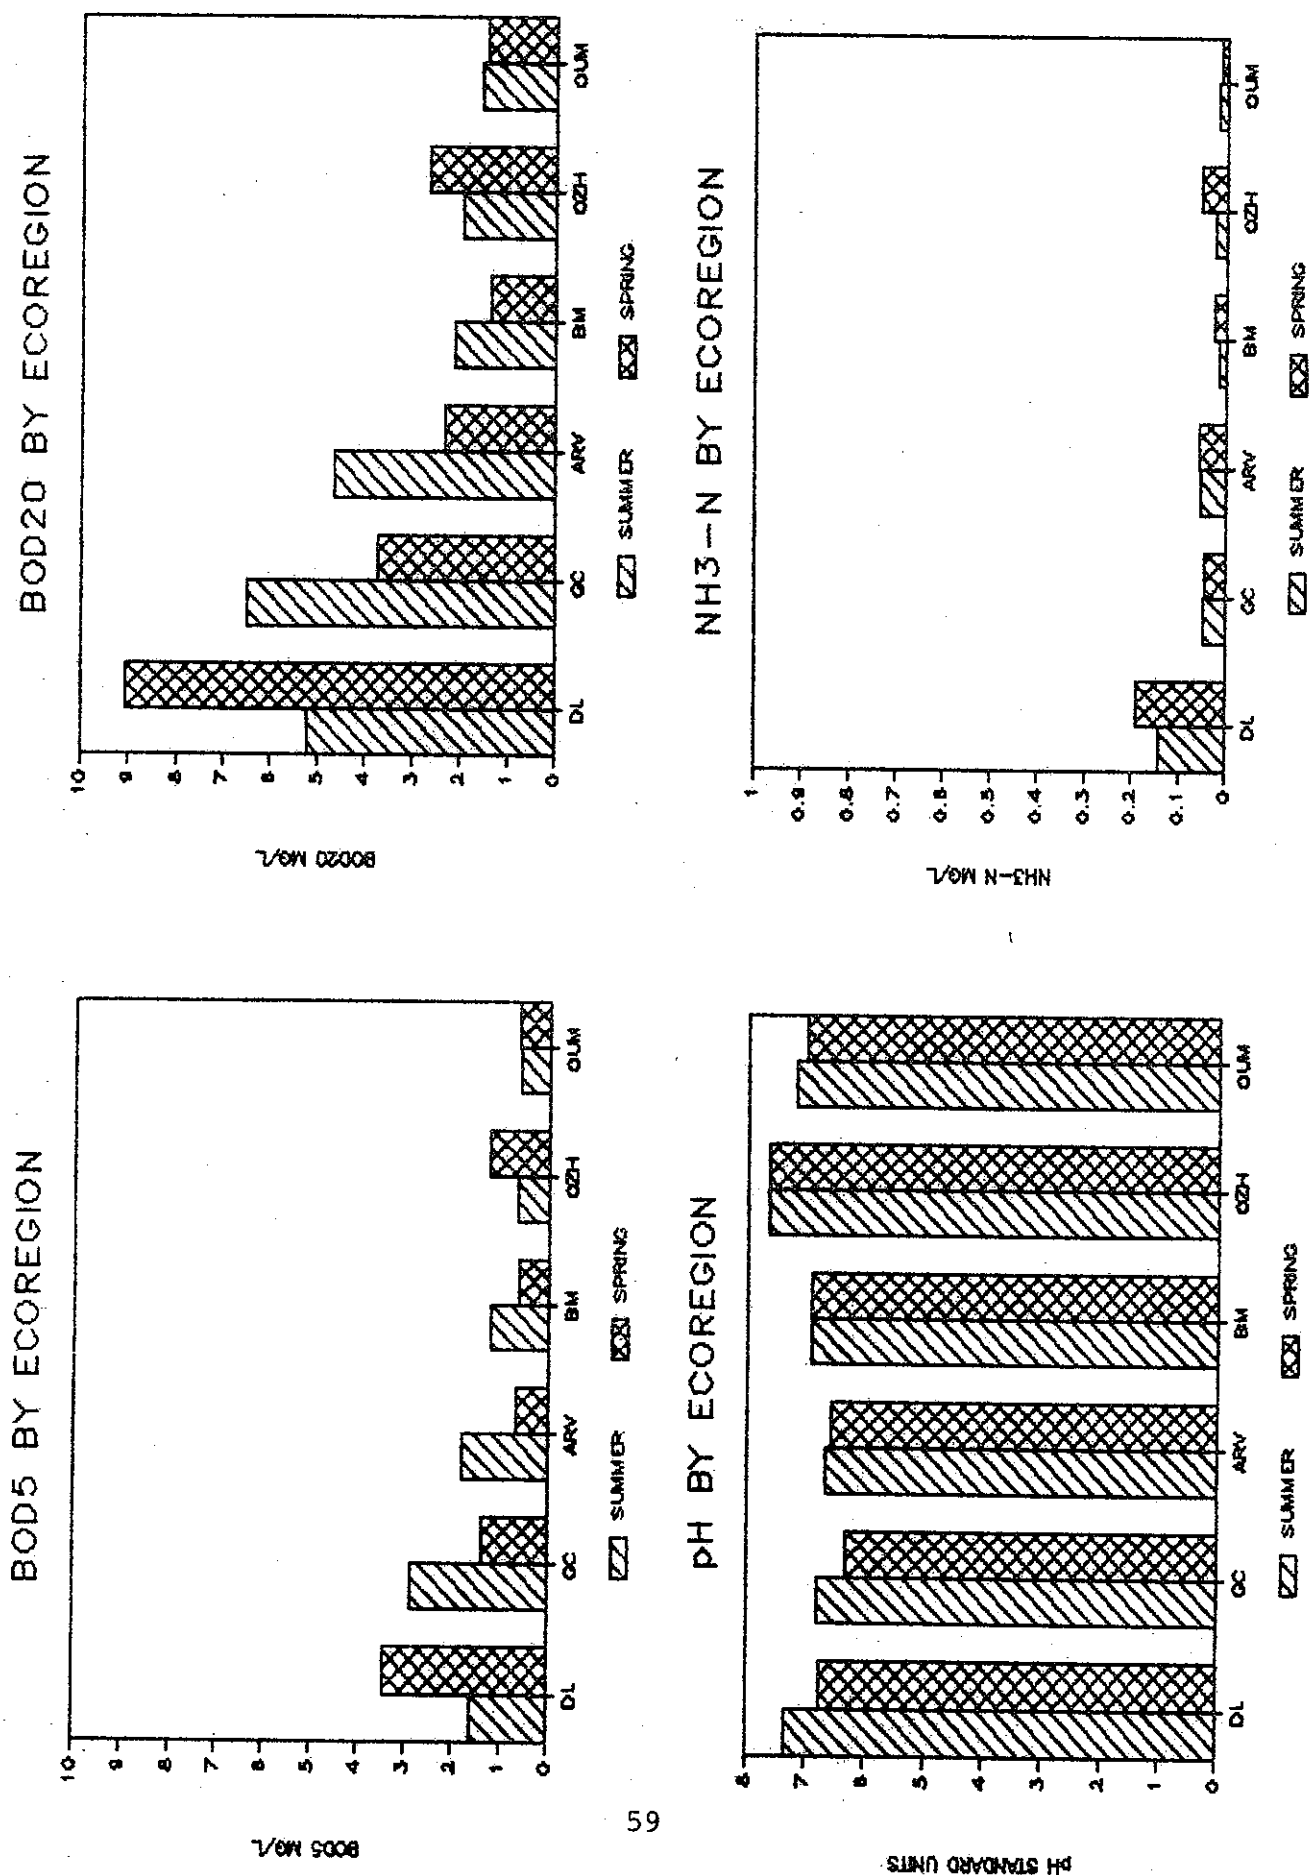 BOD5 BY ECOREGION
BOD5 MG/L
10
9
8
7
6
5
4
3
2
1
0
DL GC ARV BM OZH OUM
SUMMER SPRING
BOD20 BY ECOREGION
BOD20 MG/L
10
9
8
7
6
5
4
3
2
1
0
DL GC ARV BM OZH OUM
SUMMER SPRING
pH BY ECOREGION
pH STANDARD UNITS
8
7
6
5
4
3
2
1
0
DL GC ARV BM OZH OUM
SUMMER SPRING
NH3-N BY ECOREGION
NH3-N MG/L
1
0.9
0.8
0.7
0.6
0.5
0.4
0.3
0.2
0.1
0
DL GC ARV BM OZH OUM
SUMMER SPRING
59